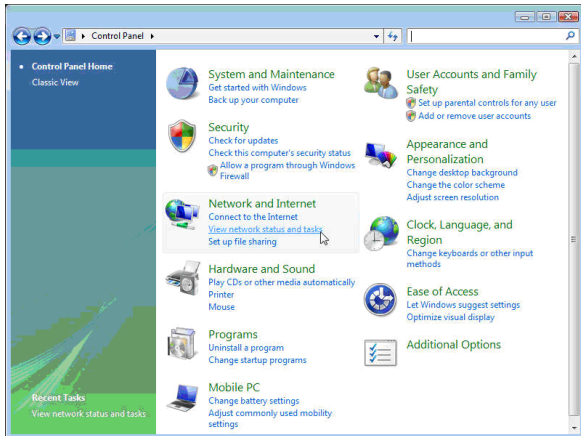 Control Panel
Control Panel Home
Classic View
System and Maintenance
Get started with Windows
Back up your computer
Security
Check for updates
Check this computer's security status
Allow a program through Windows
Firewall
Network and Internet
Connect to the Internet
View network status and tasks
Set up file sharing
Hardware and Sound
Play CDs or other media automatically
Printer
Mouse
Programs
Uninstall a program
Change startup programs
Mobile PC
Change battery settings
Adjust commonly used mobility
settings
User Accounts and Family
Safety
Set up parental controls for any user
Add or remove user accounts
Appearance and
Personalization
Change desktop background
Change the color scheme
Adjust screen resolution
Clock, Language, and
Region
Change keyboards or other input
methods
Ease of Access
Let Windows suggest settings
Optimize visual display
Additional Options
Recent Tasks
View network status and tasks